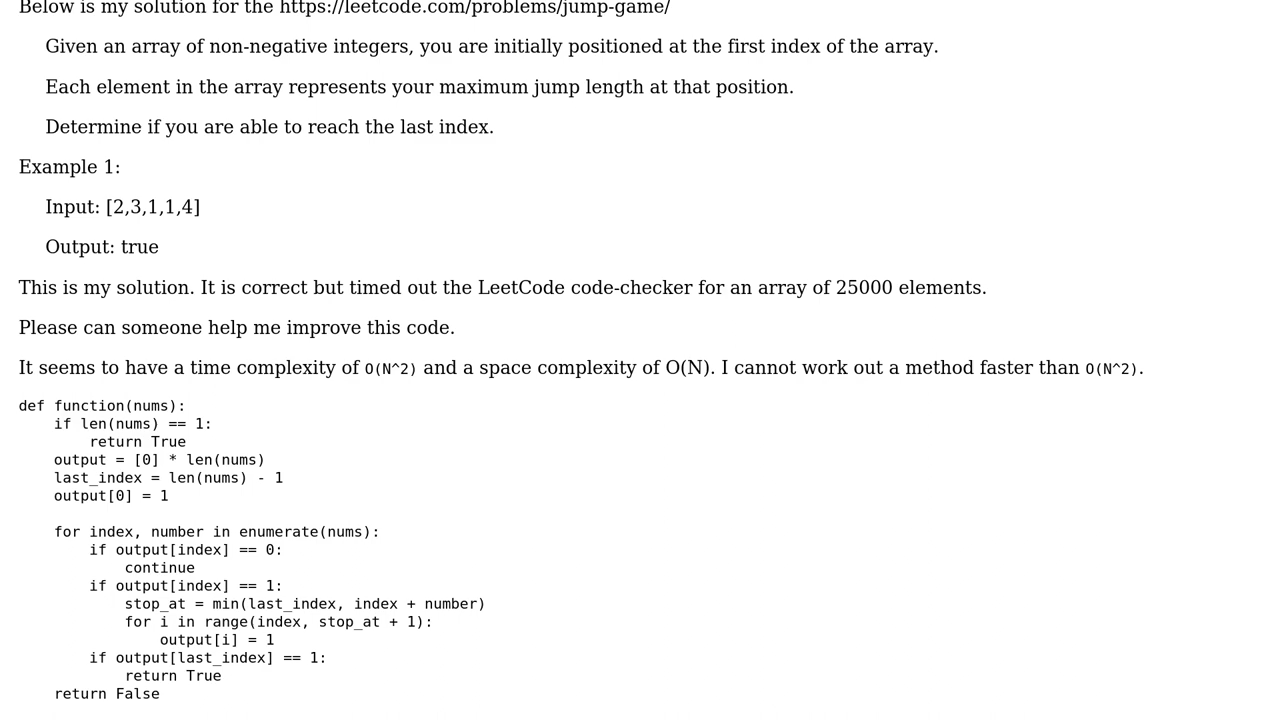 Below is my solution for the https://leetcode.com/problems/jump-game/
Given an array of non-negative integers, you are initially positioned at the first index of the array.
Each element in the array represents your maximum jump length at that position.
Determine if you are able to reach the last index.
Example 1:
Input: [2,3,1,1,4]
Output: true
This is my solution. It is correct but timed out the LeetCode code-checker for an array of 25000 elements.
Please can someone help me improve this code.
It seems to have a time complexity of O(N^2) and a space complexity of O(N). I cannot work out a method faster than O(N^2).
def function(nums):
    if len(nums) == 1:
        return True
    output = [0] * len(nums)
    last_index = len(nums) - 1
    output[0] = 1
    for index, number in enumerate(nums):
        if output[index] == 0:
            continue
        if output[index] == 1:
            stop_at = min(last_index, index + number)
            for i in range(index, stop_at + 1):
                output[i] = 1
        if output[last_index] == 1:
            return True
    return False